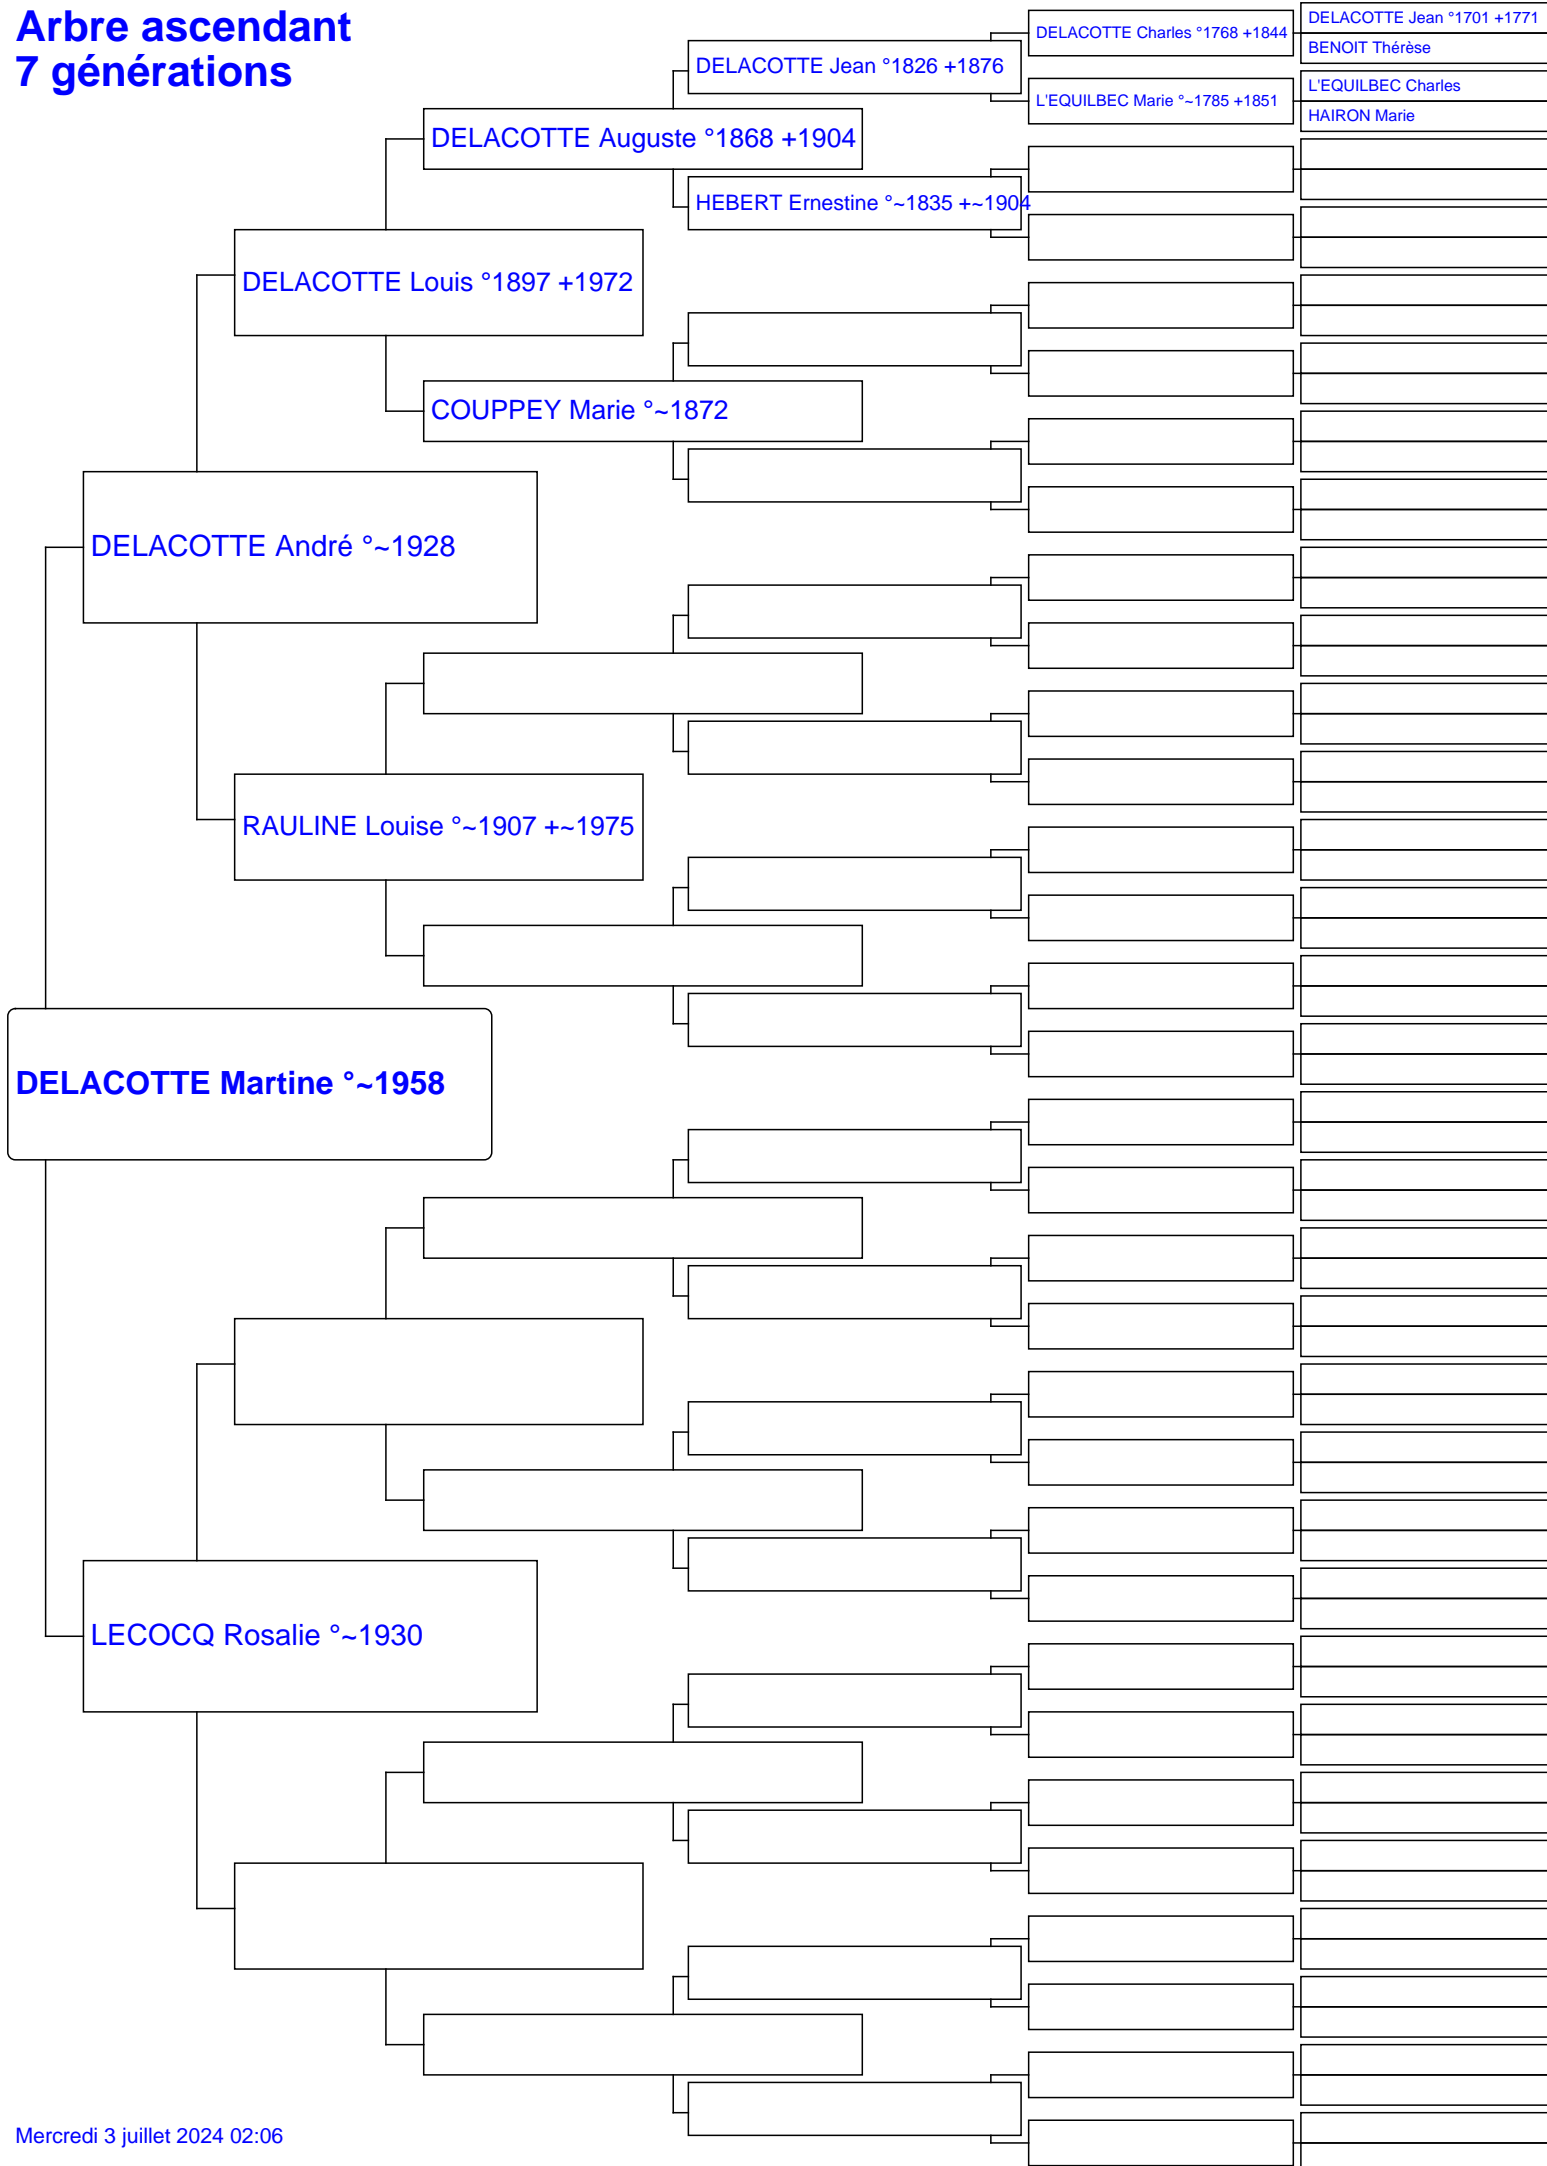 Arbre ascendant
7 générations
DELACOTTE Jean °1701 +1771
DELACOTTE Charles °1768 +1844
BENOIT Thérèse
DELACOTTE Jean °1826 +1876
L'EQUILBEC Charles
L'EQUILBEC Marie °~1785 +1851
HAIRON Marie
DELACOTTE Auguste °1868 +1904
HEBERT Ernestine °~1835 +~1904
DELACOTTE Louis °1897 +1972
COUPPEY Marie °~1872
DELACOTTE André °~1928
RAULINE Louise °~1907 +~1975
DELACOTTE Martine °~1958
LECOCQ Rosalie °~1930
Mercredi 3 juillet 2024 02:06